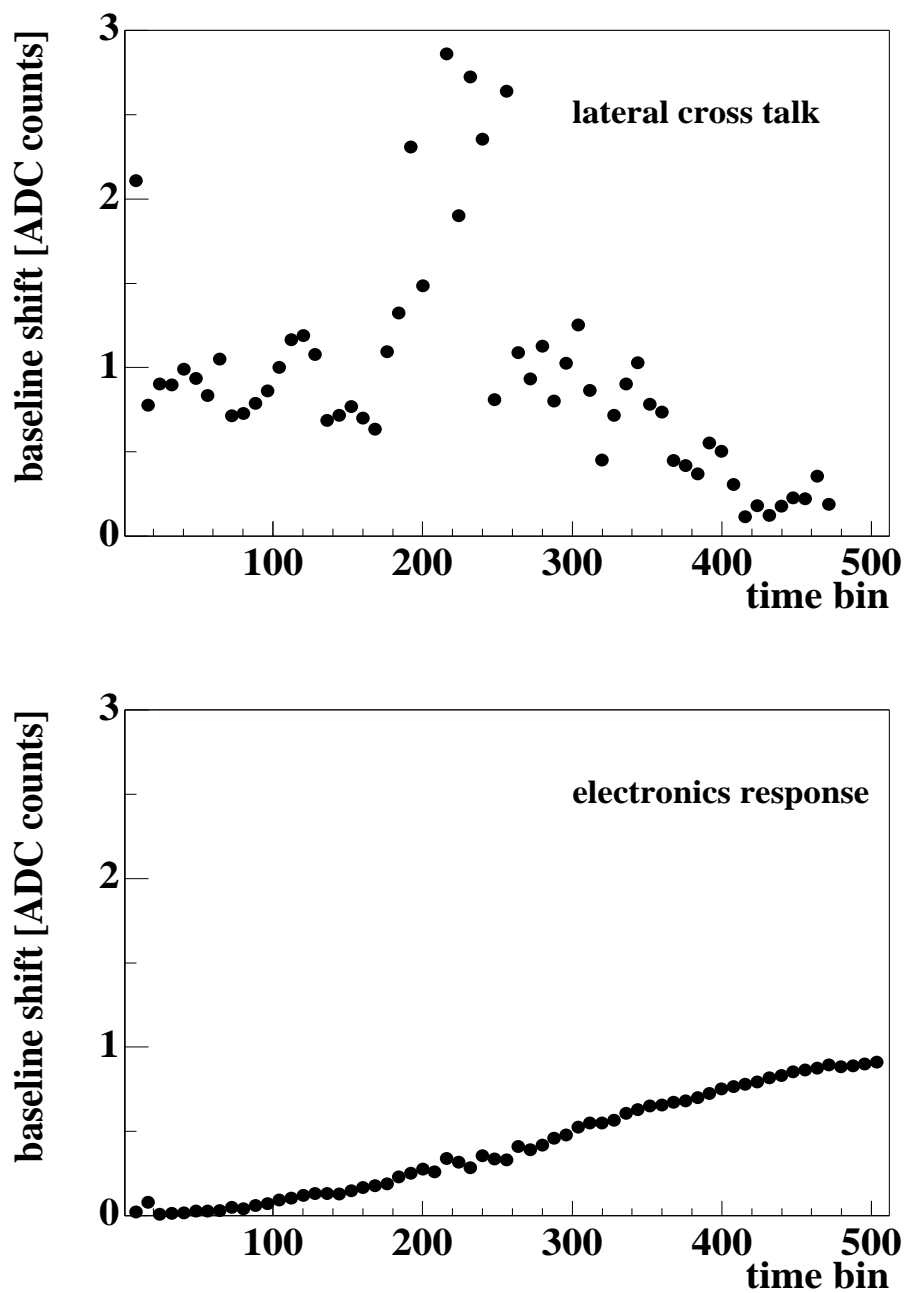 baseline shift [ADC counts]
3
lateral cross talk
2
1
0
100 200 300 400 500
time bin
baseline shift [ADC counts]
3
electronics response
2
1
0
100 200 300 400 500
time bin